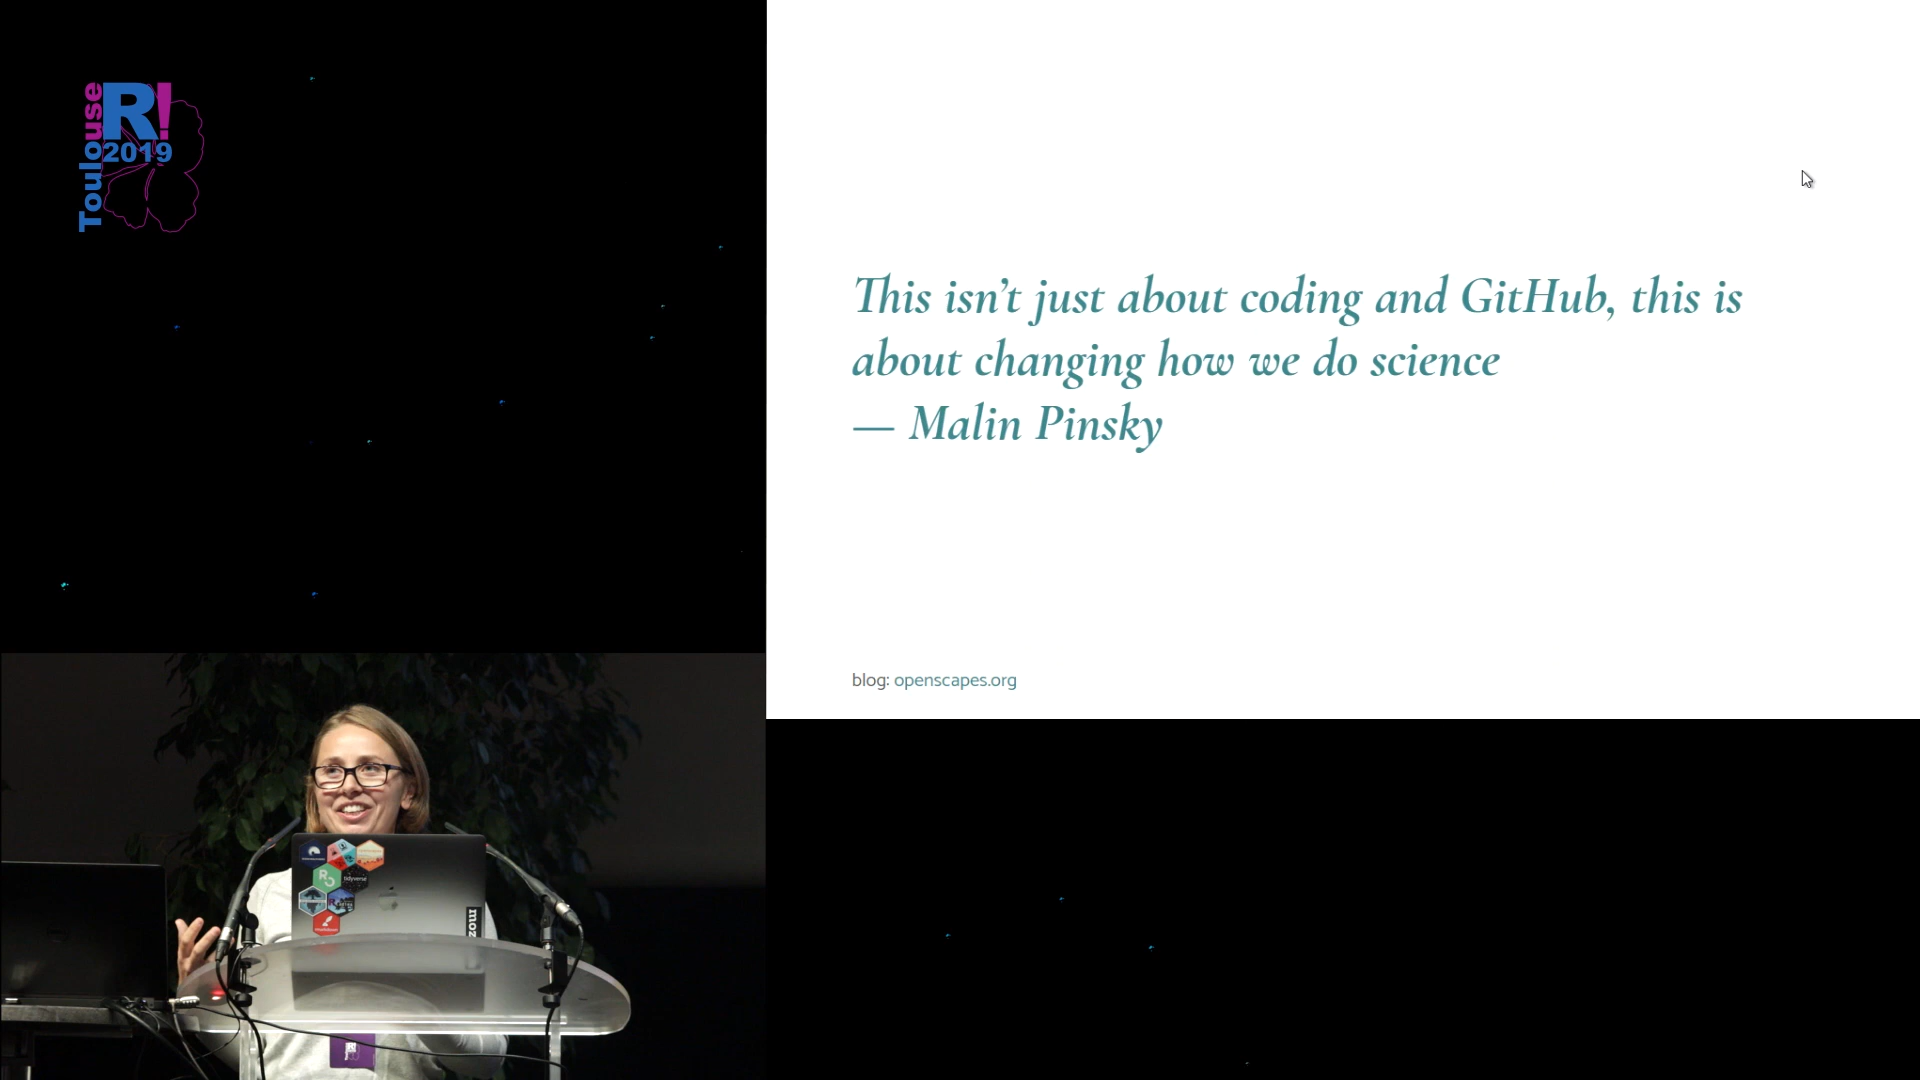 Toulouse
R!
2019
This isn’t just about coding and GitHub, this is
about changing how we do science
— Malin Pinsky
blog: openscapes.org
tidyverse
moz